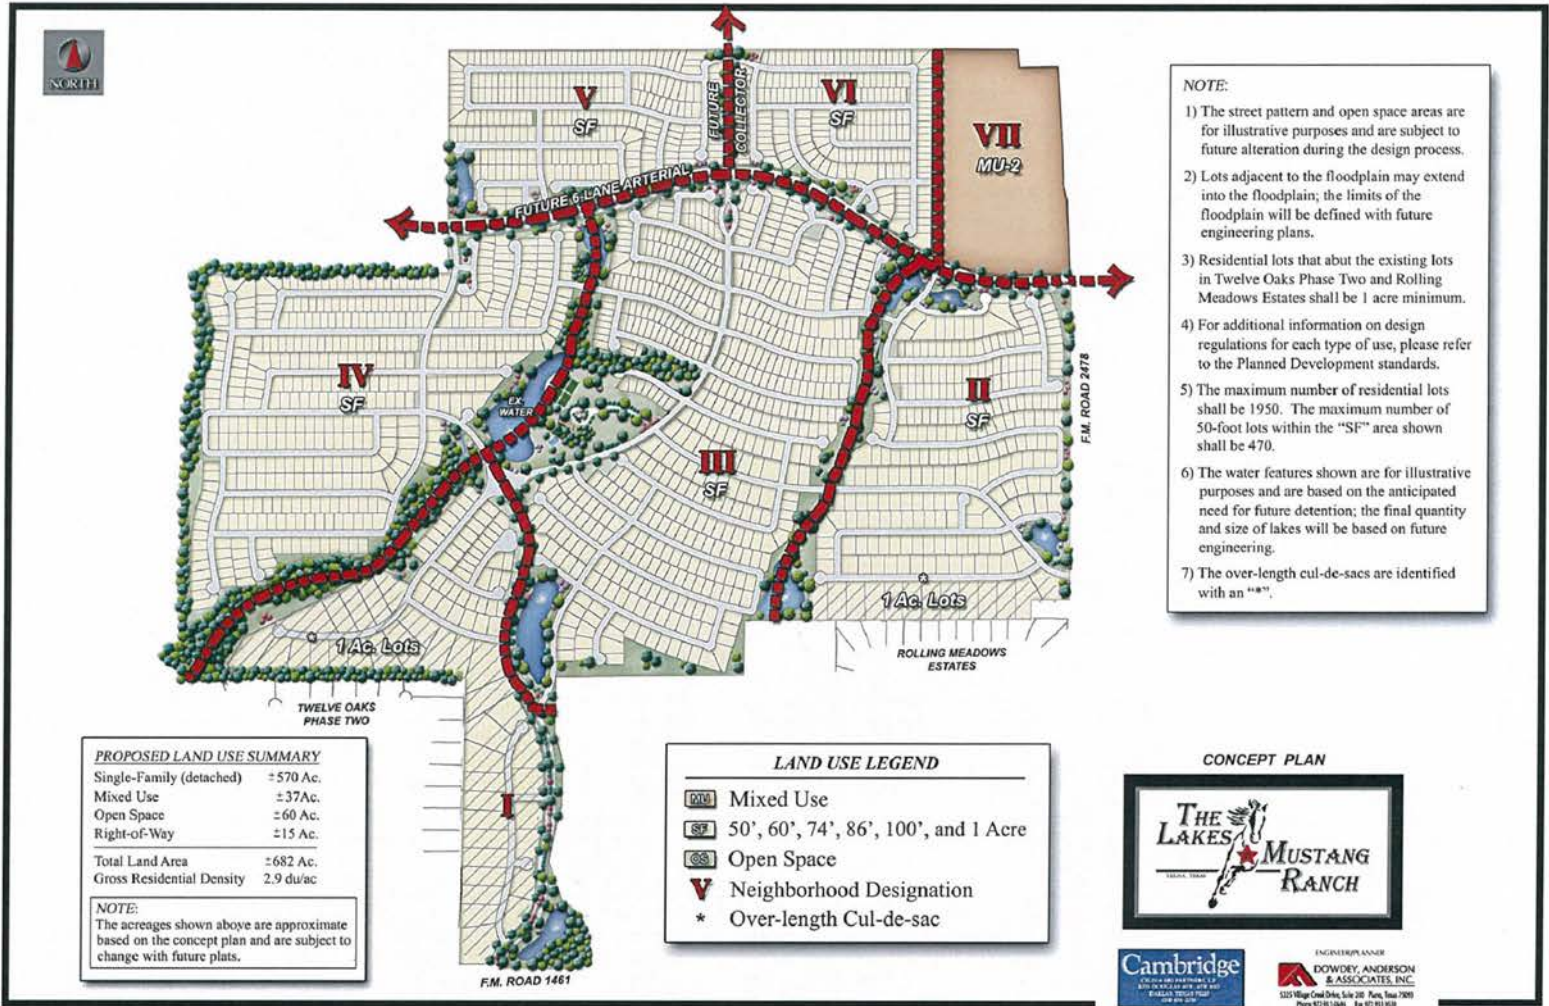 NORTH
V
SF
FUTURE
COLLECTOR
VI
SF
VII
MU-2
FUTURE 6-LANE ARTERIAL
IV
SF
EX-
WATER
III
SF
II
SF
F.M. ROAD 2478
1 Ac. Lots
*
ROLLING MEADOWS
ESTATES
*
1 Ac. Lots
TWELVE OAKS
PHASE TWO
I
F.M. ROAD 1461
NOTE:
1) The street pattern and open space areas are
for illustrative purposes and are subject to
future alteration during the design process.
2) Lots adjacent to the floodplain may extend
into the floodplain; the limits of the
floodplain will be defined with future
engineering plans.
3) Residential lots that abut the existing lots
in Twelve Oaks Phase Two and Rolling
Meadows Estates shall be 1 acre minimum.
4) For additional information on design
regulations for each type of use, please refer
to the Planned Development standards.
5) The maximum number of residential lots
shall be 1950. The maximum number of
50-foot lots within the “SF” area shown
shall be 470.
6) The water features shown are for illustrative
purposes and are based on the anticipated
need for future detention; the final quantity
and size of lakes will be based on future
engineering.
7) The over-length cul-de-sacs are identified
with an “*”.
PROPOSED LAND USE SUMMARY
Single-Family (detached) ±570 Ac.
Mixed Use ±37Ac.
Open Space ±60 Ac.
Right-of-Way ±15 Ac.
Total Land Area ±682 Ac.
Gross Residential Density 2.9 du/ac
NOTE:
The acreages shown above are approximate
based on the concept plan and are subject to
change with future plats.
LAND USE LEGEND
MU Mixed Use
SF 50’, 60’, 74’, 86’, 100’, and 1 Acre
OS Open Space
V Neighborhood Designation
* Over-length Cul-de-sac
CONCEPT PLAN
THE
LAKES
MUSTANG
RANCH
Cambridge
ENGINEER/PLANNER
DOWDEY, ANDERSON
& ASSOCIATES, INC.
5225 Village Creek Drive, Suite 200 Plano, Texas 75093